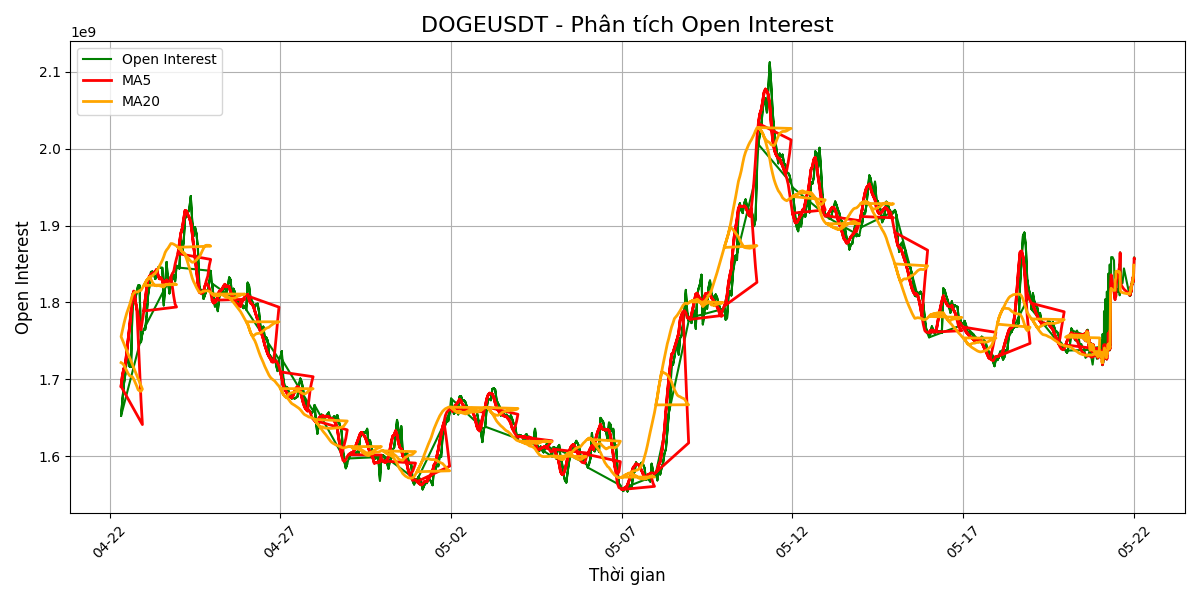 DOGEUSDT - Phân tích Open Interest
1e9
Open Interest
MA5
MA20
2.1
2.0
1.9
1.8
1.7
1.6
Open Interest
04-22
04-27
05-02
05-07
05-12
05-17
05-22
Thời gian